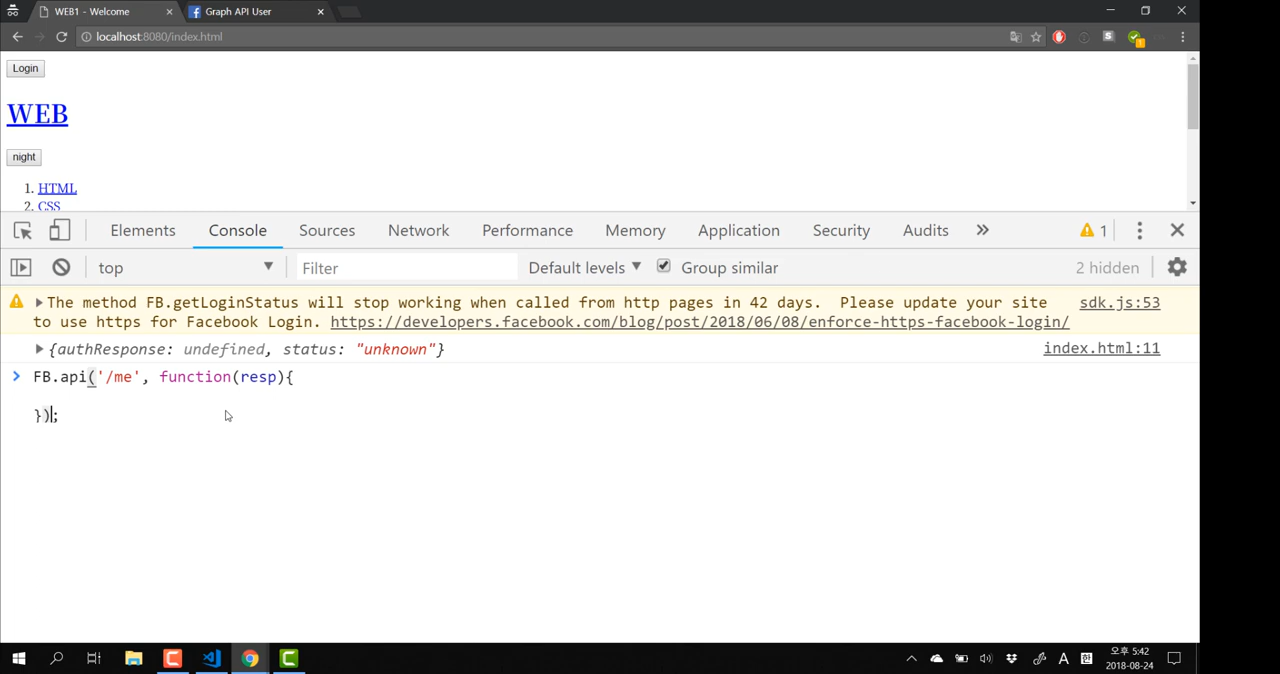 WEB1 - Welcome
Graph API User
localhost:8080/index.html
Login
WEB
night
1. HTML
2. CSS
Elements Console Sources Network Performance Memory Application Security Audits » 1
top Filter Default levels ▼ Group similar 2 hidden
The method FB.getLoginStatus will stop working when called from http pages in 42 days. Please update your site sdk.js:53
to use https for Facebook Login. https://developers.facebook.com/blog/post/2018/06/08/enforce-https-facebook-login/
{authResponse: undefined, status: "unknown"} index.html:11
> FB.api('/me', function(resp){
});
A 한 오후 5:42
2018-08-24